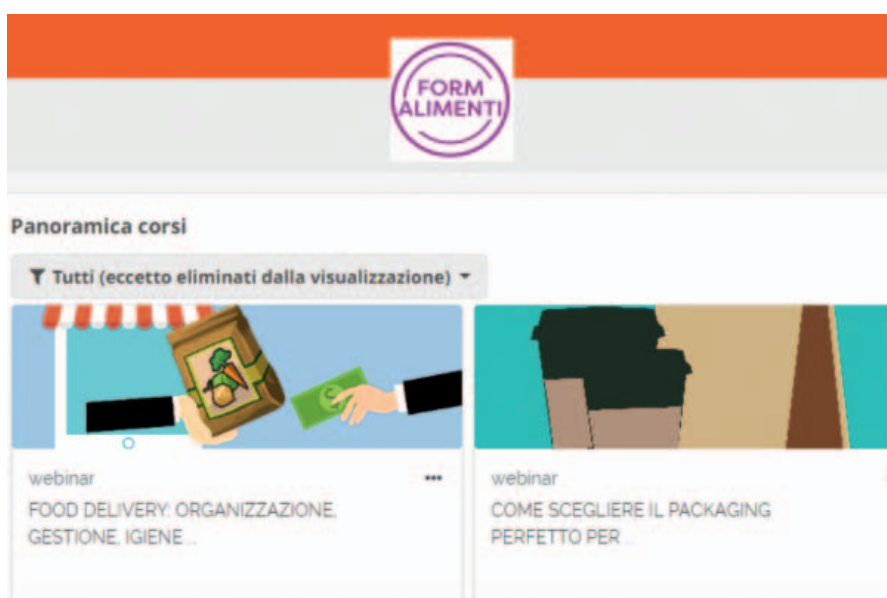 FORM
ALIMENTI
Panoramica corsi
Tutti (eccetto eliminati dalla visualizzazione)
webinar
FOOD DELIVERY: ORGANIZZAZIONE,
GESTIONE, IGIENE ...
webinar
COME SCEGLIERE IL PACKAGING
PERFETTO PER ...